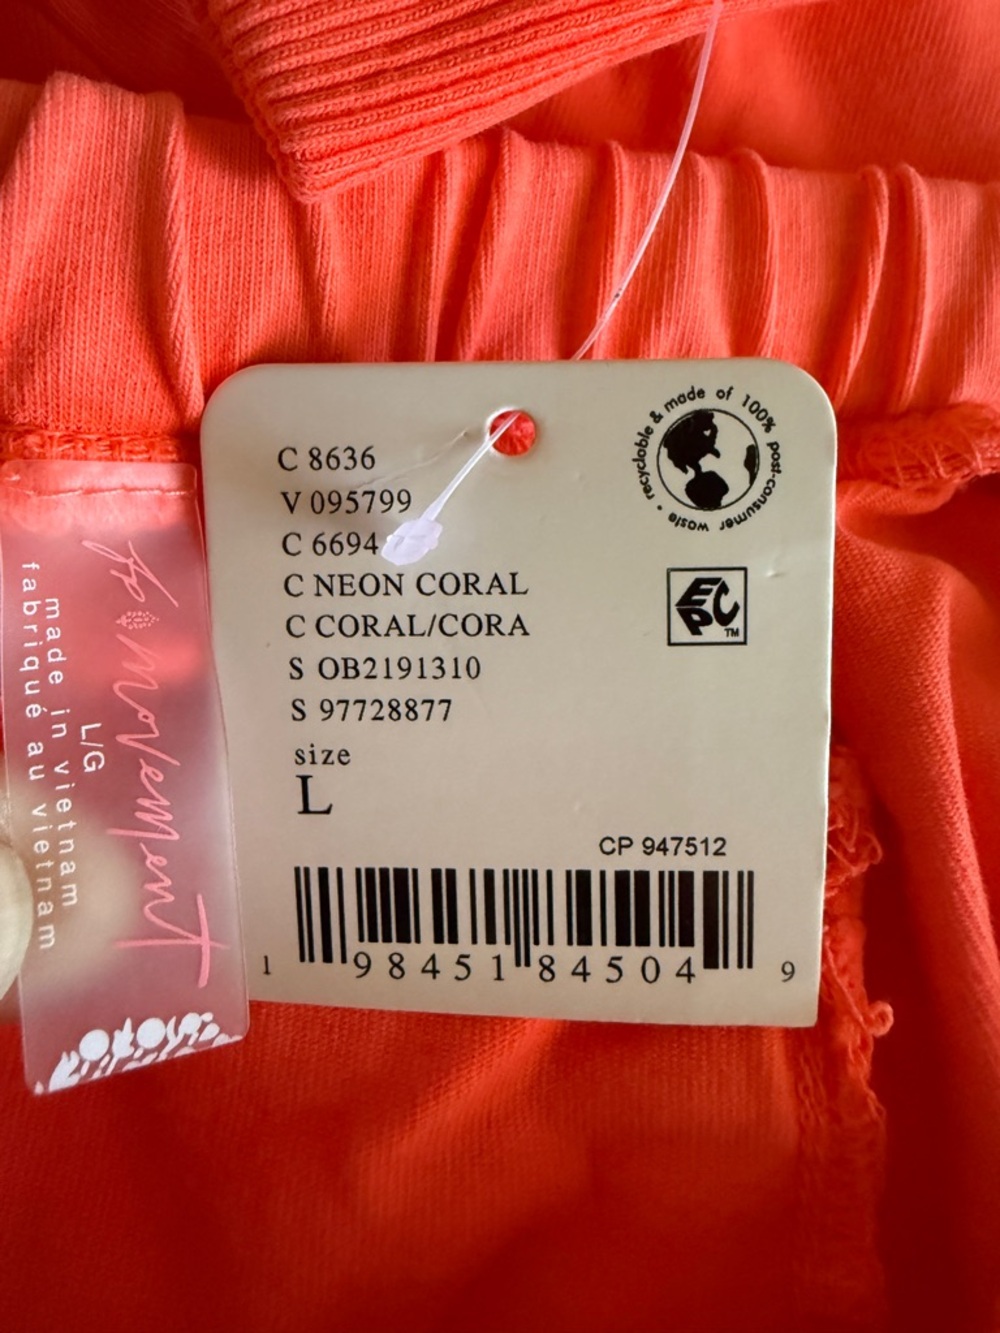 C 8636
V 095799
C 6694
C NEON CORAL
C CORAL/CORA
S OB2191310
S 97728877
size
L
CP 947512
1 98451 84504 9
recyclable & made of 100% post-consumer waste •
EPC TM
fp movement
L/G
made in vietnam
fabriqué au vietnam